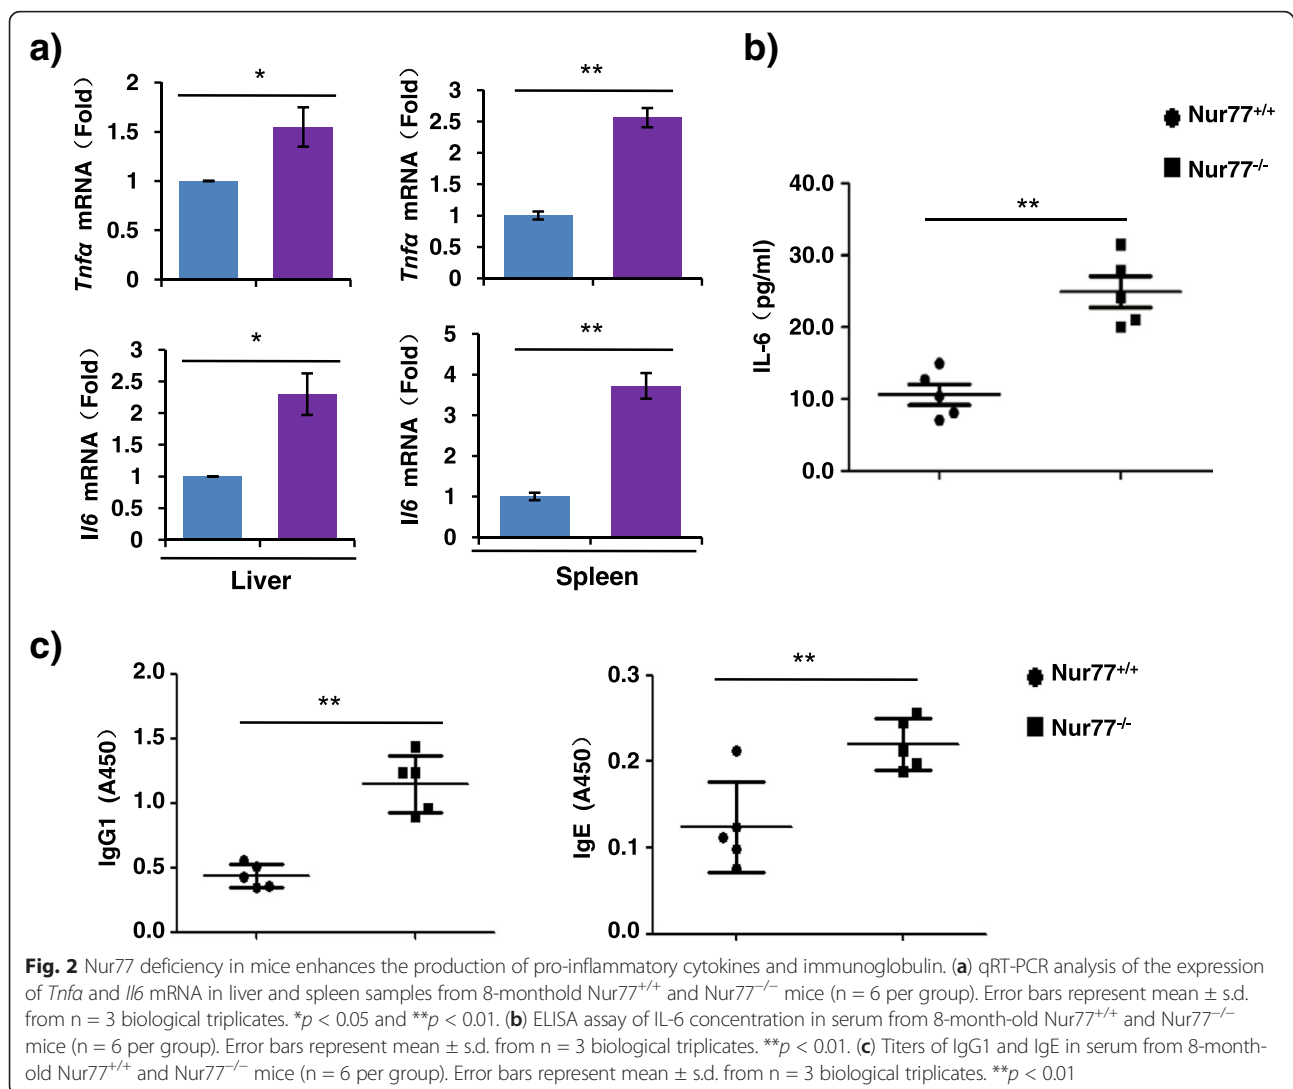 a)
Tnfα mRNA (Fold)
2
1.5
1
0.5
0
*
Tnfα mRNA (Fold)
3
2.5
2
1.5
1
0.5
0
**
Il6 mRNA (Fold)
3
2.5
2
1.5
1
0.5
0
*
Il6 mRNA (Fold)
5
4
3
2
1
0
**
Liver
Spleen
b)
Nur77+/+
Nur77-/-
IL-6 (pg/ml)
40.0
30.0
20.0
10.0
0.0
**
c)
IgG1 (A450)
2.0
1.5
1.0
0.5
0.0
**
IgE (A450)
0.3
0.2
0.1
0.0
**
Nur77+/+
Nur77-/-
Fig. 2 Nur77 deficiency in mice enhances the production of pro-inflammatory cytokines and immunoglobulin. (a) qRT-PCR analysis of the expression
of Tnfα and Il6 mRNA in liver and spleen samples from 8-monthold Nur77+/+ and Nur77−/− mice (n = 6 per group). Error bars represent mean ± s.d.
from n = 3 biological triplicates. *p < 0.05 and **p < 0.01. (b) ELISA assay of IL-6 concentration in serum from 8-month-old Nur77+/+ and Nur77−/−
mice (n = 6 per group). Error bars represent mean ± s.d. from n = 3 biological triplicates. **p < 0.01. (c) Titers of IgG1 and IgE in serum from 8-month-
old Nur77+/+ and Nur77−/− mice (n = 6 per group). Error bars represent mean ± s.d. from n = 3 biological triplicates. **p < 0.01